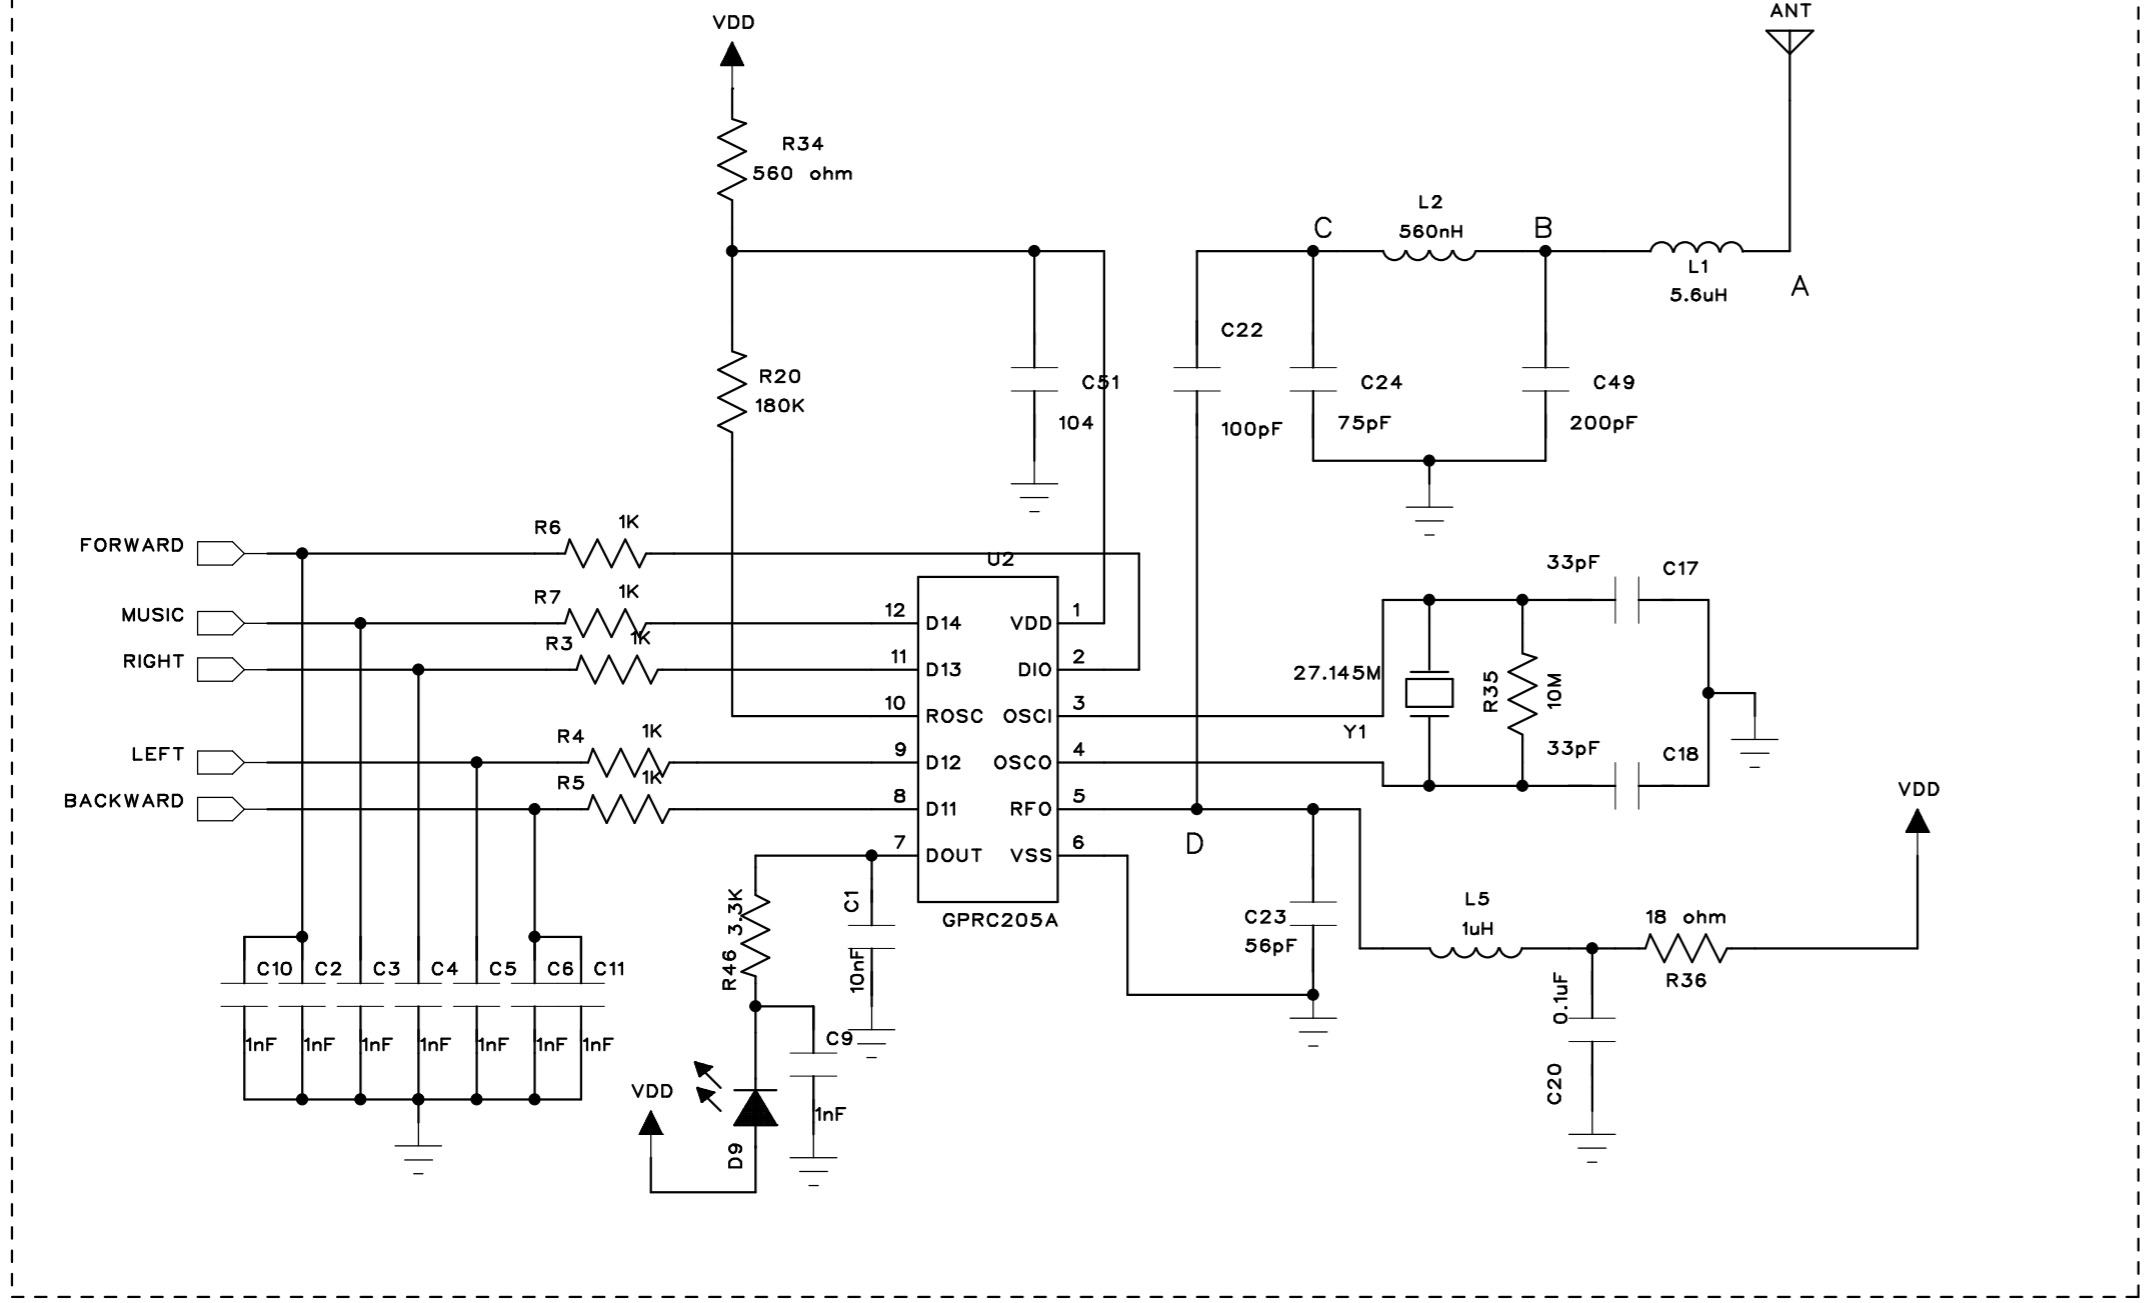 VDD
ANT
R34
560 ohm
L2
560nH
C
B
L1
5.6uH
A
C22
100pF
R20
180K
C51
104
C24
75pF
C49
200pF
FORWARD
R6
1K
MUSIC
R7
1K
RIGHT
R3
1K
LEFT
R4
1K
BACKWARD
R5
1K
U2
12
D14
VDD
1
11
D13
DIO
2
10
ROSC
OSCI
3
9
D12
OSCO
4
8
D11
RFO
5
7
DOUT
VSS
6
GPRC205A
33pF
C17
27.145M
Y1
R35
10M
33pF
C18
D
VDD
C23
56pF
L5
1uH
18 ohm
R36
0.1uF
C20
R46 3.3K
C1
10nF
C10
C2
C3
C4
C5
C6
C11
1nF
1nF
1nF
1nF
1nF
1nF
1nF
C9
1nF
VDD
D9